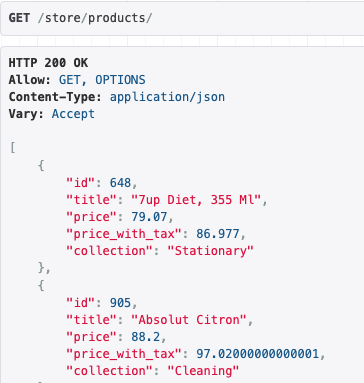 GET /store/products/
HTTP 200 OK
Allow: GET, OPTIONS
Content-Type: application/json
Vary: Accept
[
    {
        "id": 648,
        "title": "7up Diet, 355 Ml",
        "price": 79.07,
        "price_with_tax": 86.977,
        "collection": "Stationary"
    },
    {
        "id": 905,
        "title": "Absolut Citron",
        "price": 88.2,
        "price_with_tax": 97.02000000000001,
        "collection": "Cleaning"